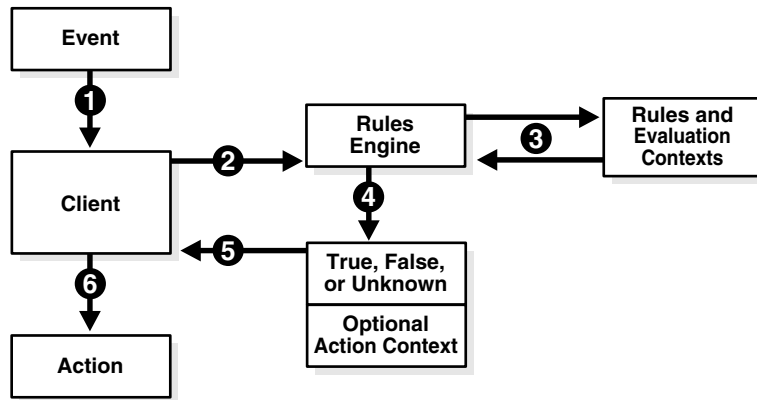 Event
1
Client
2
Rules
Engine
3
Rules and
Evaluation
Contexts
4
5
True, False,
or Unknown
Optional
Action Context
6
Action